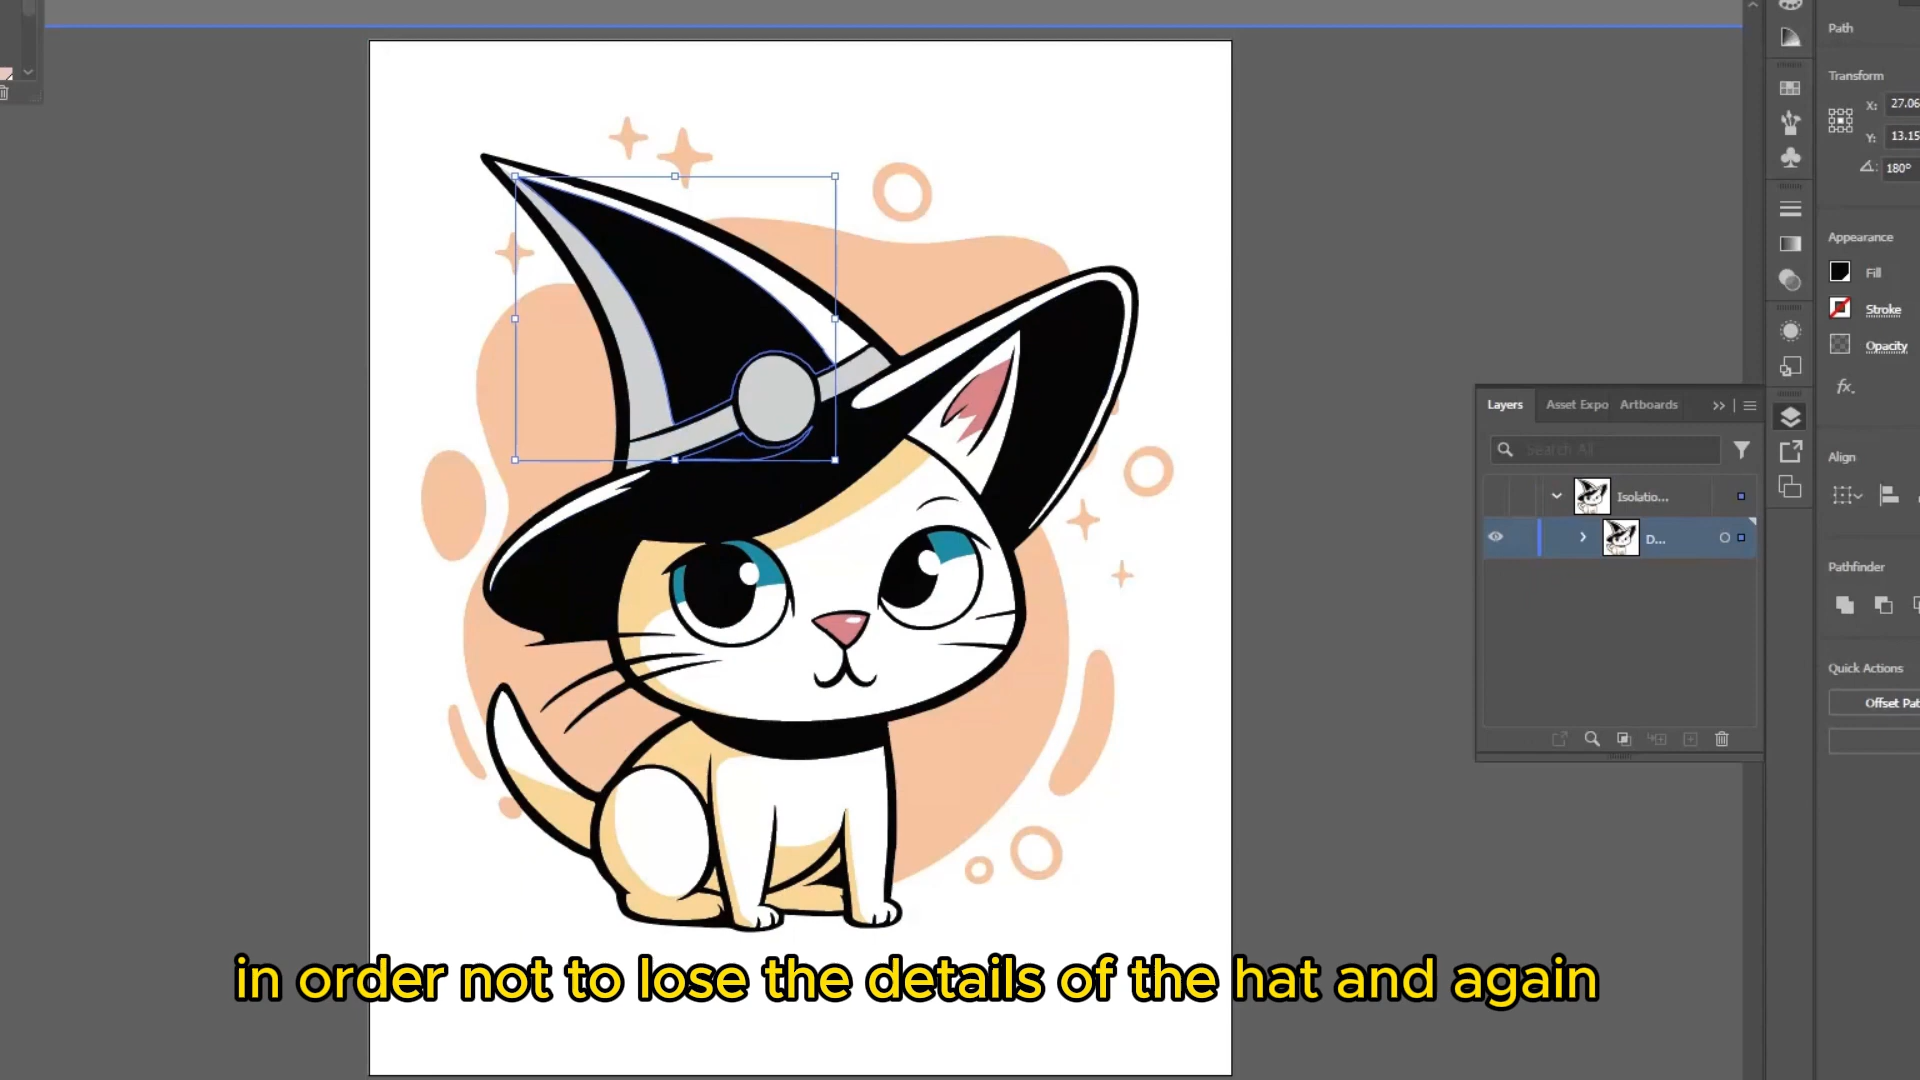 Path
Transform
X: 27.06
Y: 13.15
180°
Appearance
Fill
Stroke
Opacity
fx.
Layers Asset Expo Artboards
Search All
Isolatio...
D...
Align
Pathfinder
Quick Actions
Offset Pat
in order not to lose the details of the hat and again